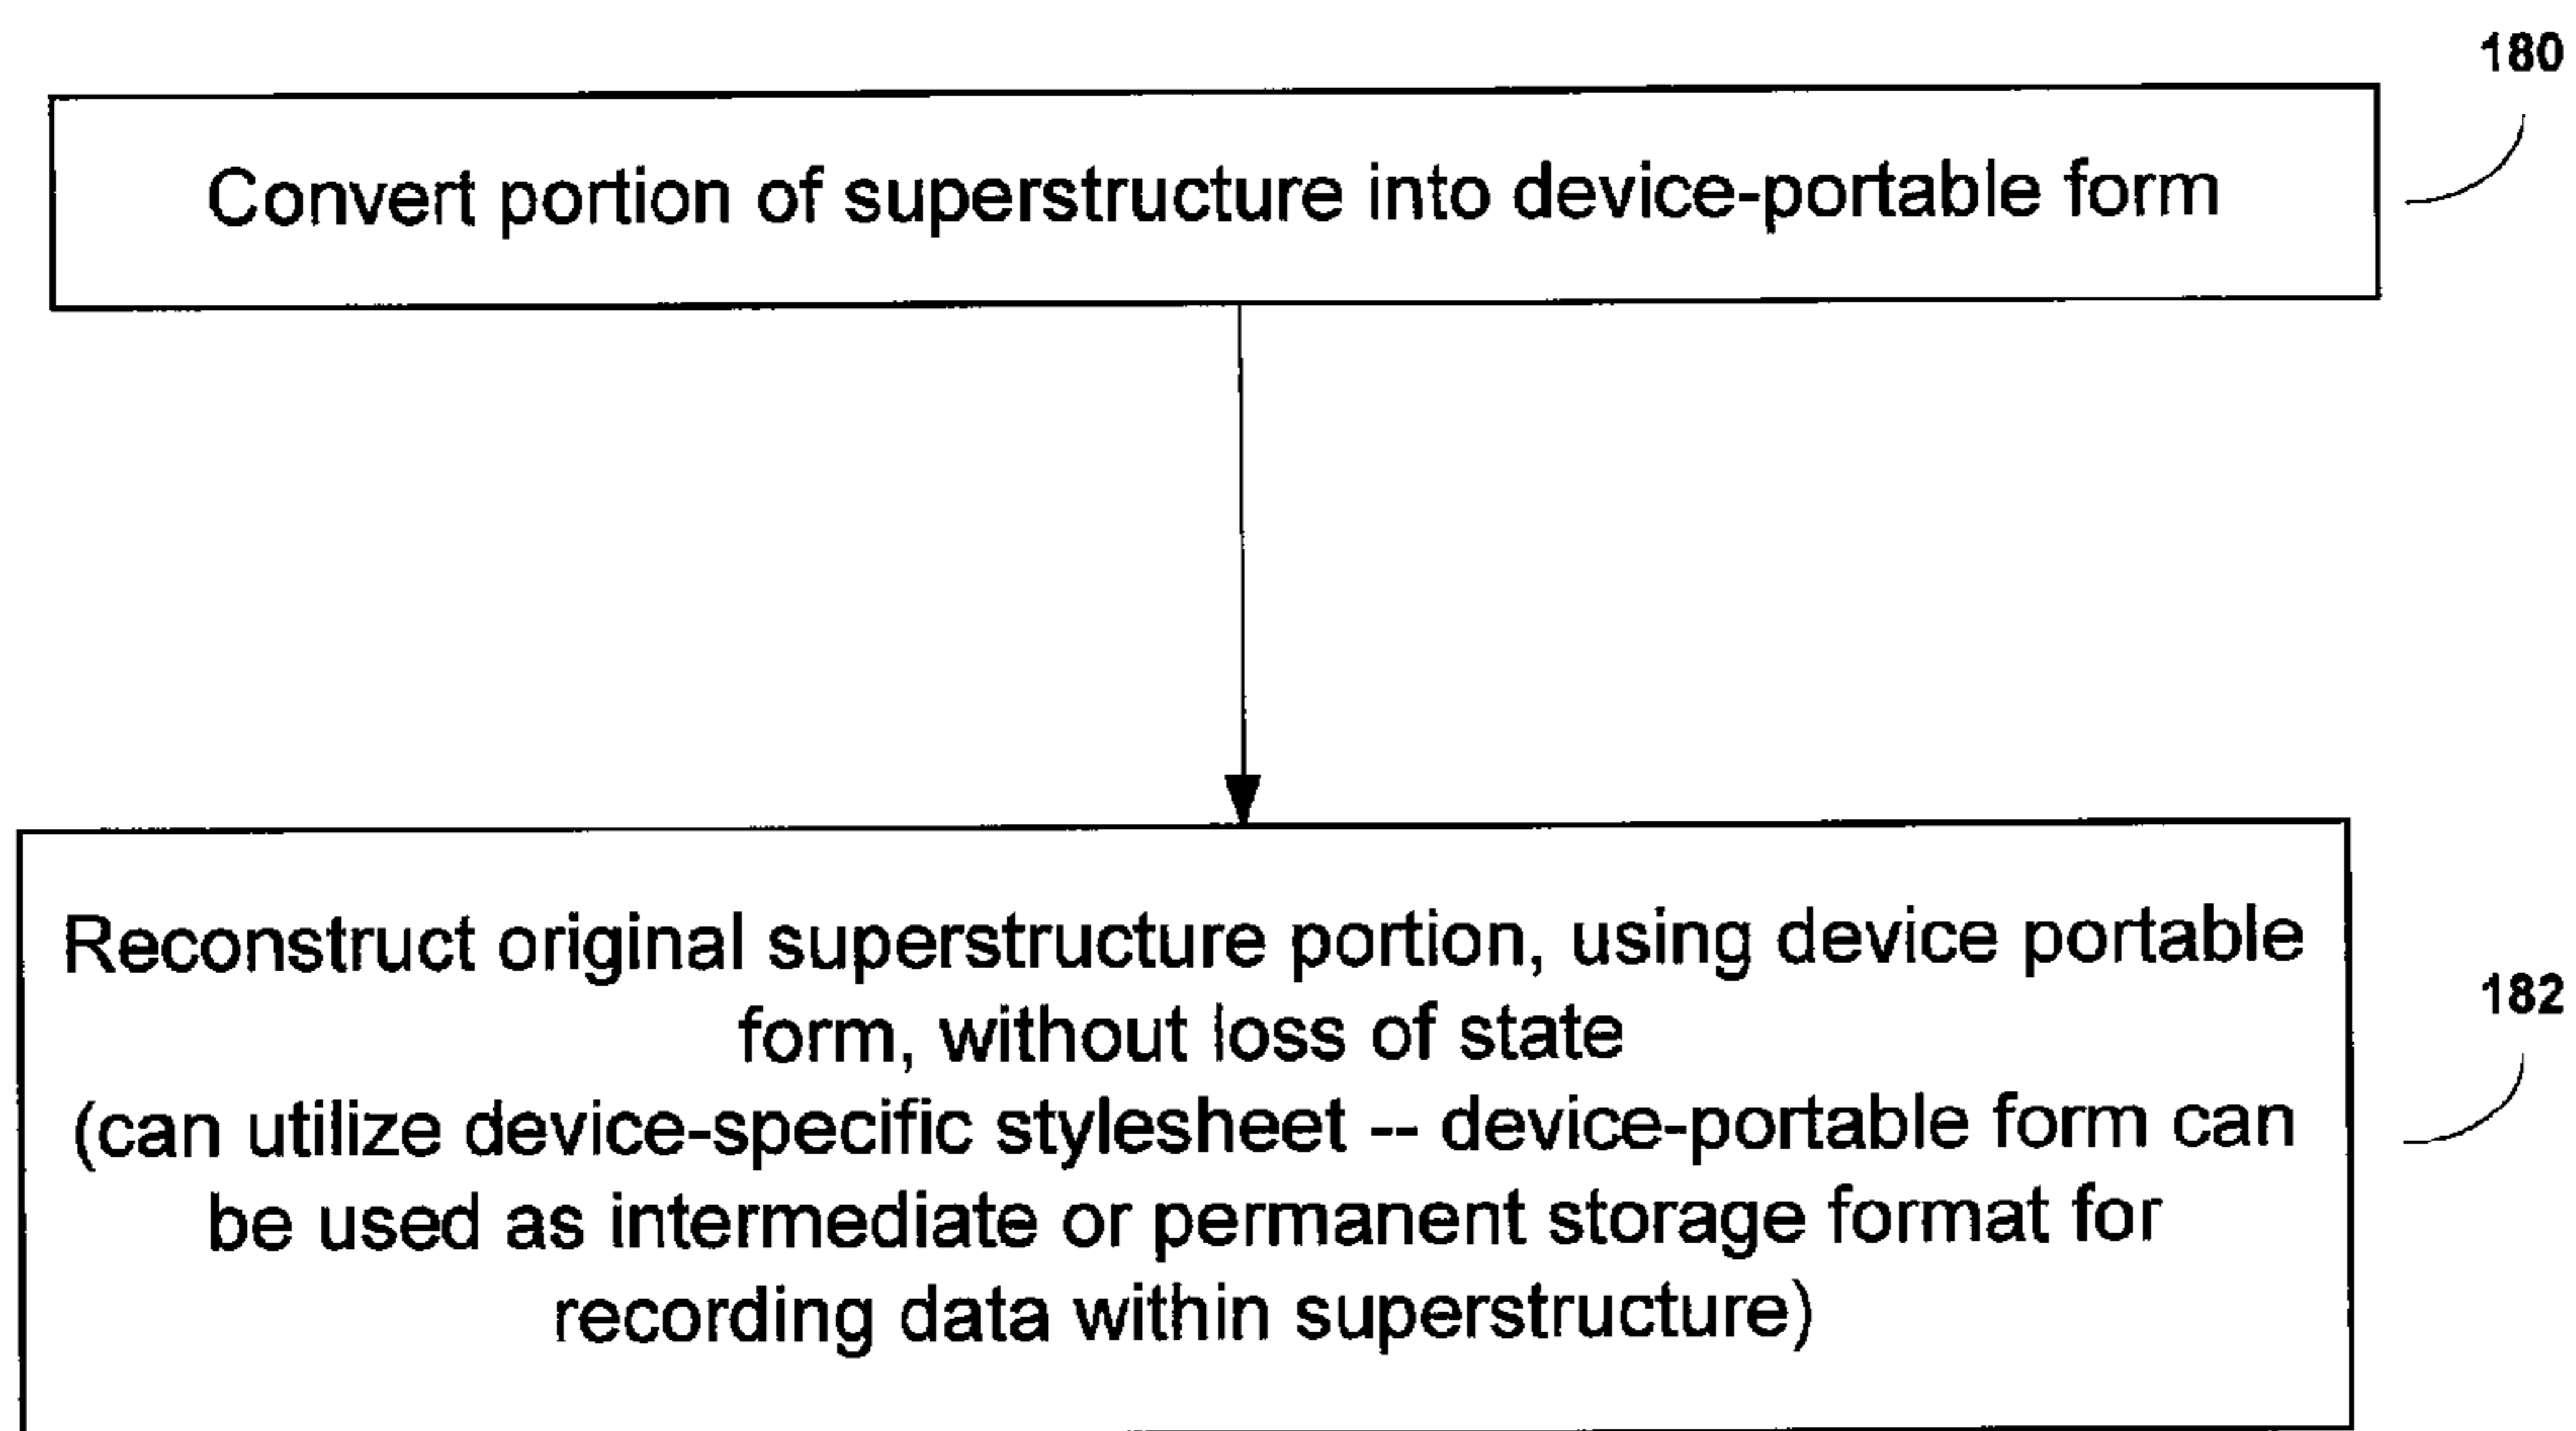 180
Convert portion of superstructure into device-portable form
Reconstruct original superstructure portion, using device portable
form, without loss of state
182
(can utilize device-specific stylesheet -- device-portable form can
be used as intermediate or permanent storage format for
recording data within superstructure)